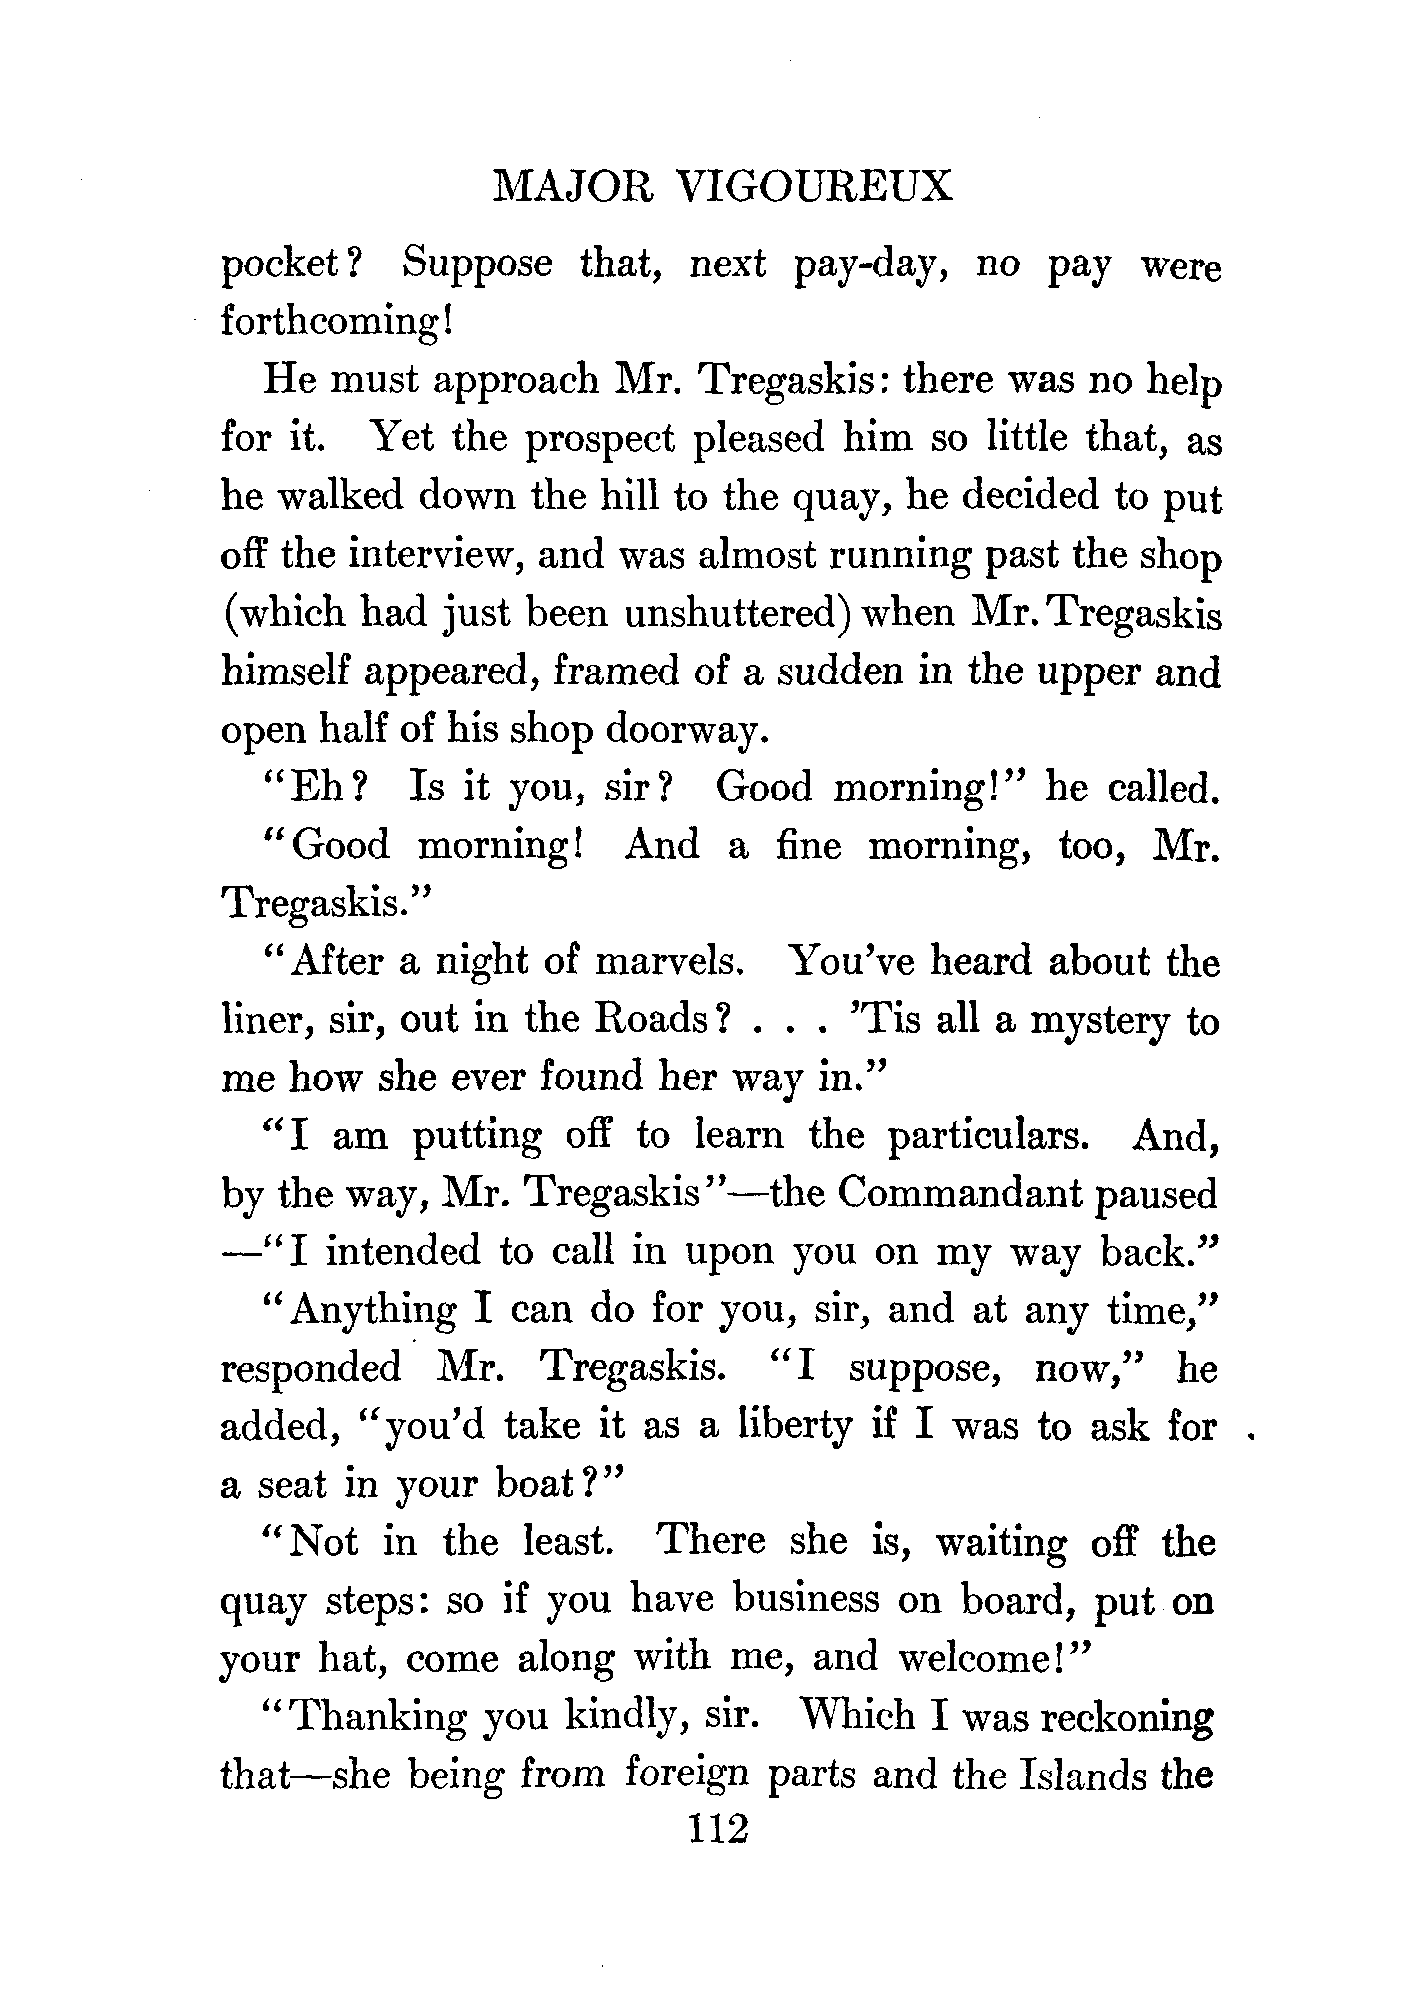 MAJOR VIGOUREUX
pocket? Suppose that, next pay-day, no pay were
forthcoming!
He must approach Mr. Tregaskis: there was no help
for it. Yet the prospect pleased him so little that, as
he walked down the hill to the quay, he decided to put
off the interview, and was almost running past the shop
(which had just been unshuttered) when Mr. Tregaskis
himself appeared, framed of a sudden in the upper and
open half of his shop doorway.
“Eh? Is it you, sir? Good morning!” he called.
“Good morning! And a fine morning, too, Mr.
Tregaskis.”
“After a night of marvels. You’ve heard about the
liner, sir, out in the Roads? . . . ’Tis all a mystery to
me how she ever found her way in.”
“I am putting off to learn the particulars. And,
by the way, Mr. Tregaskis”—the Commandant paused
—“I intended to call in upon you on my way back.”
“Anything I can do for you, sir, and at any time,”
responded Mr. Tregaskis. “I suppose, now,” he
added, “you’d take it as a liberty if I was to ask for
a seat in your boat?”
“Not in the least. There she is, waiting off the
quay steps: so if you have business on board, put on
your hat, come along with me, and welcome!”
“Thanking you kindly, sir. Which I was reckoning
that—she being from foreign parts and the Islands the
112